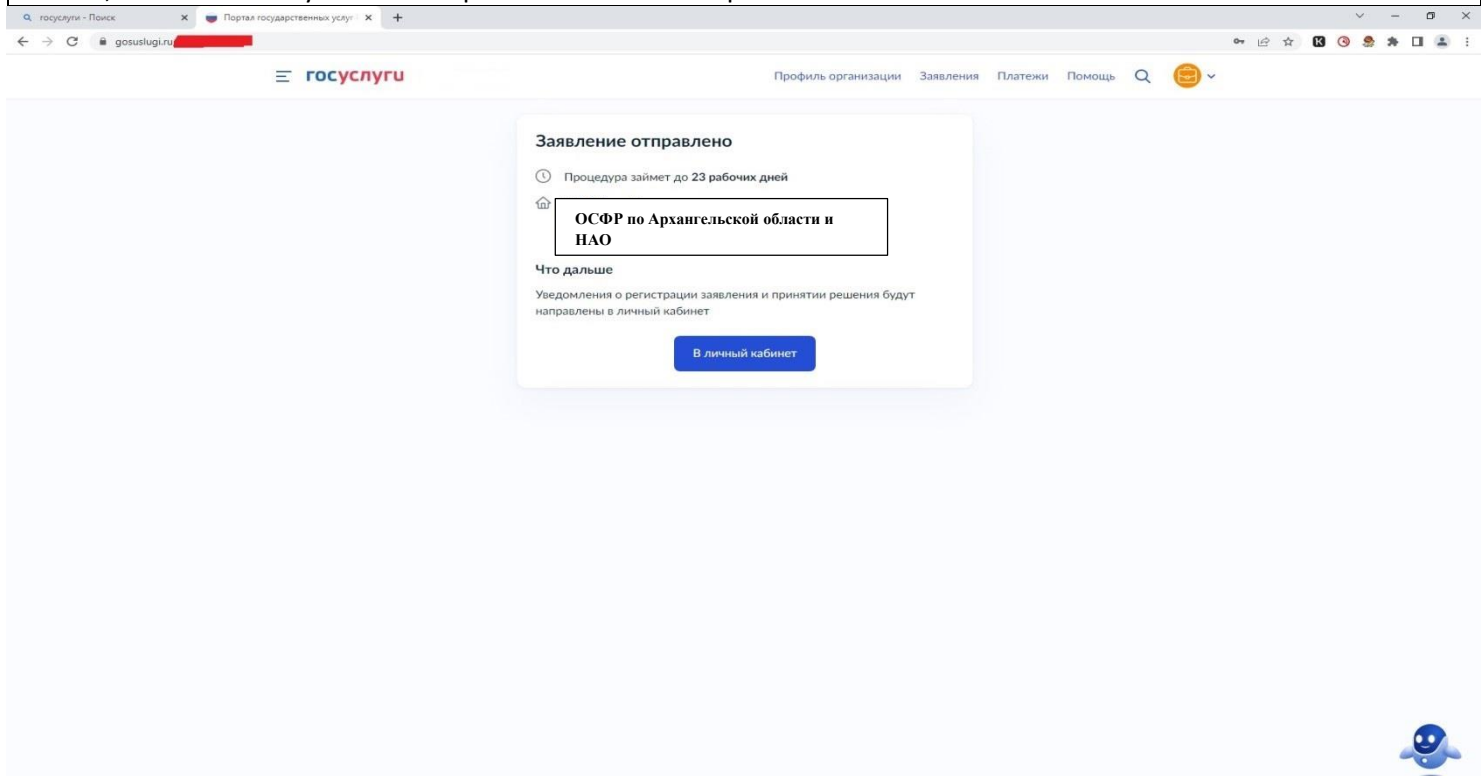 госуслуги - Поиск
Портал государственных услуг
gosuslugi.ru
госуслуги
Профиль организации Заявления Платежи Помощь
Заявление отправлено
Процедура займет до 23 рабочих дней
ОСФР по Архангельской области и
НАО
Что дальше
Уведомления о регистрации заявления и принятии решения будут
направлены в личный кабинет
В личный кабинет